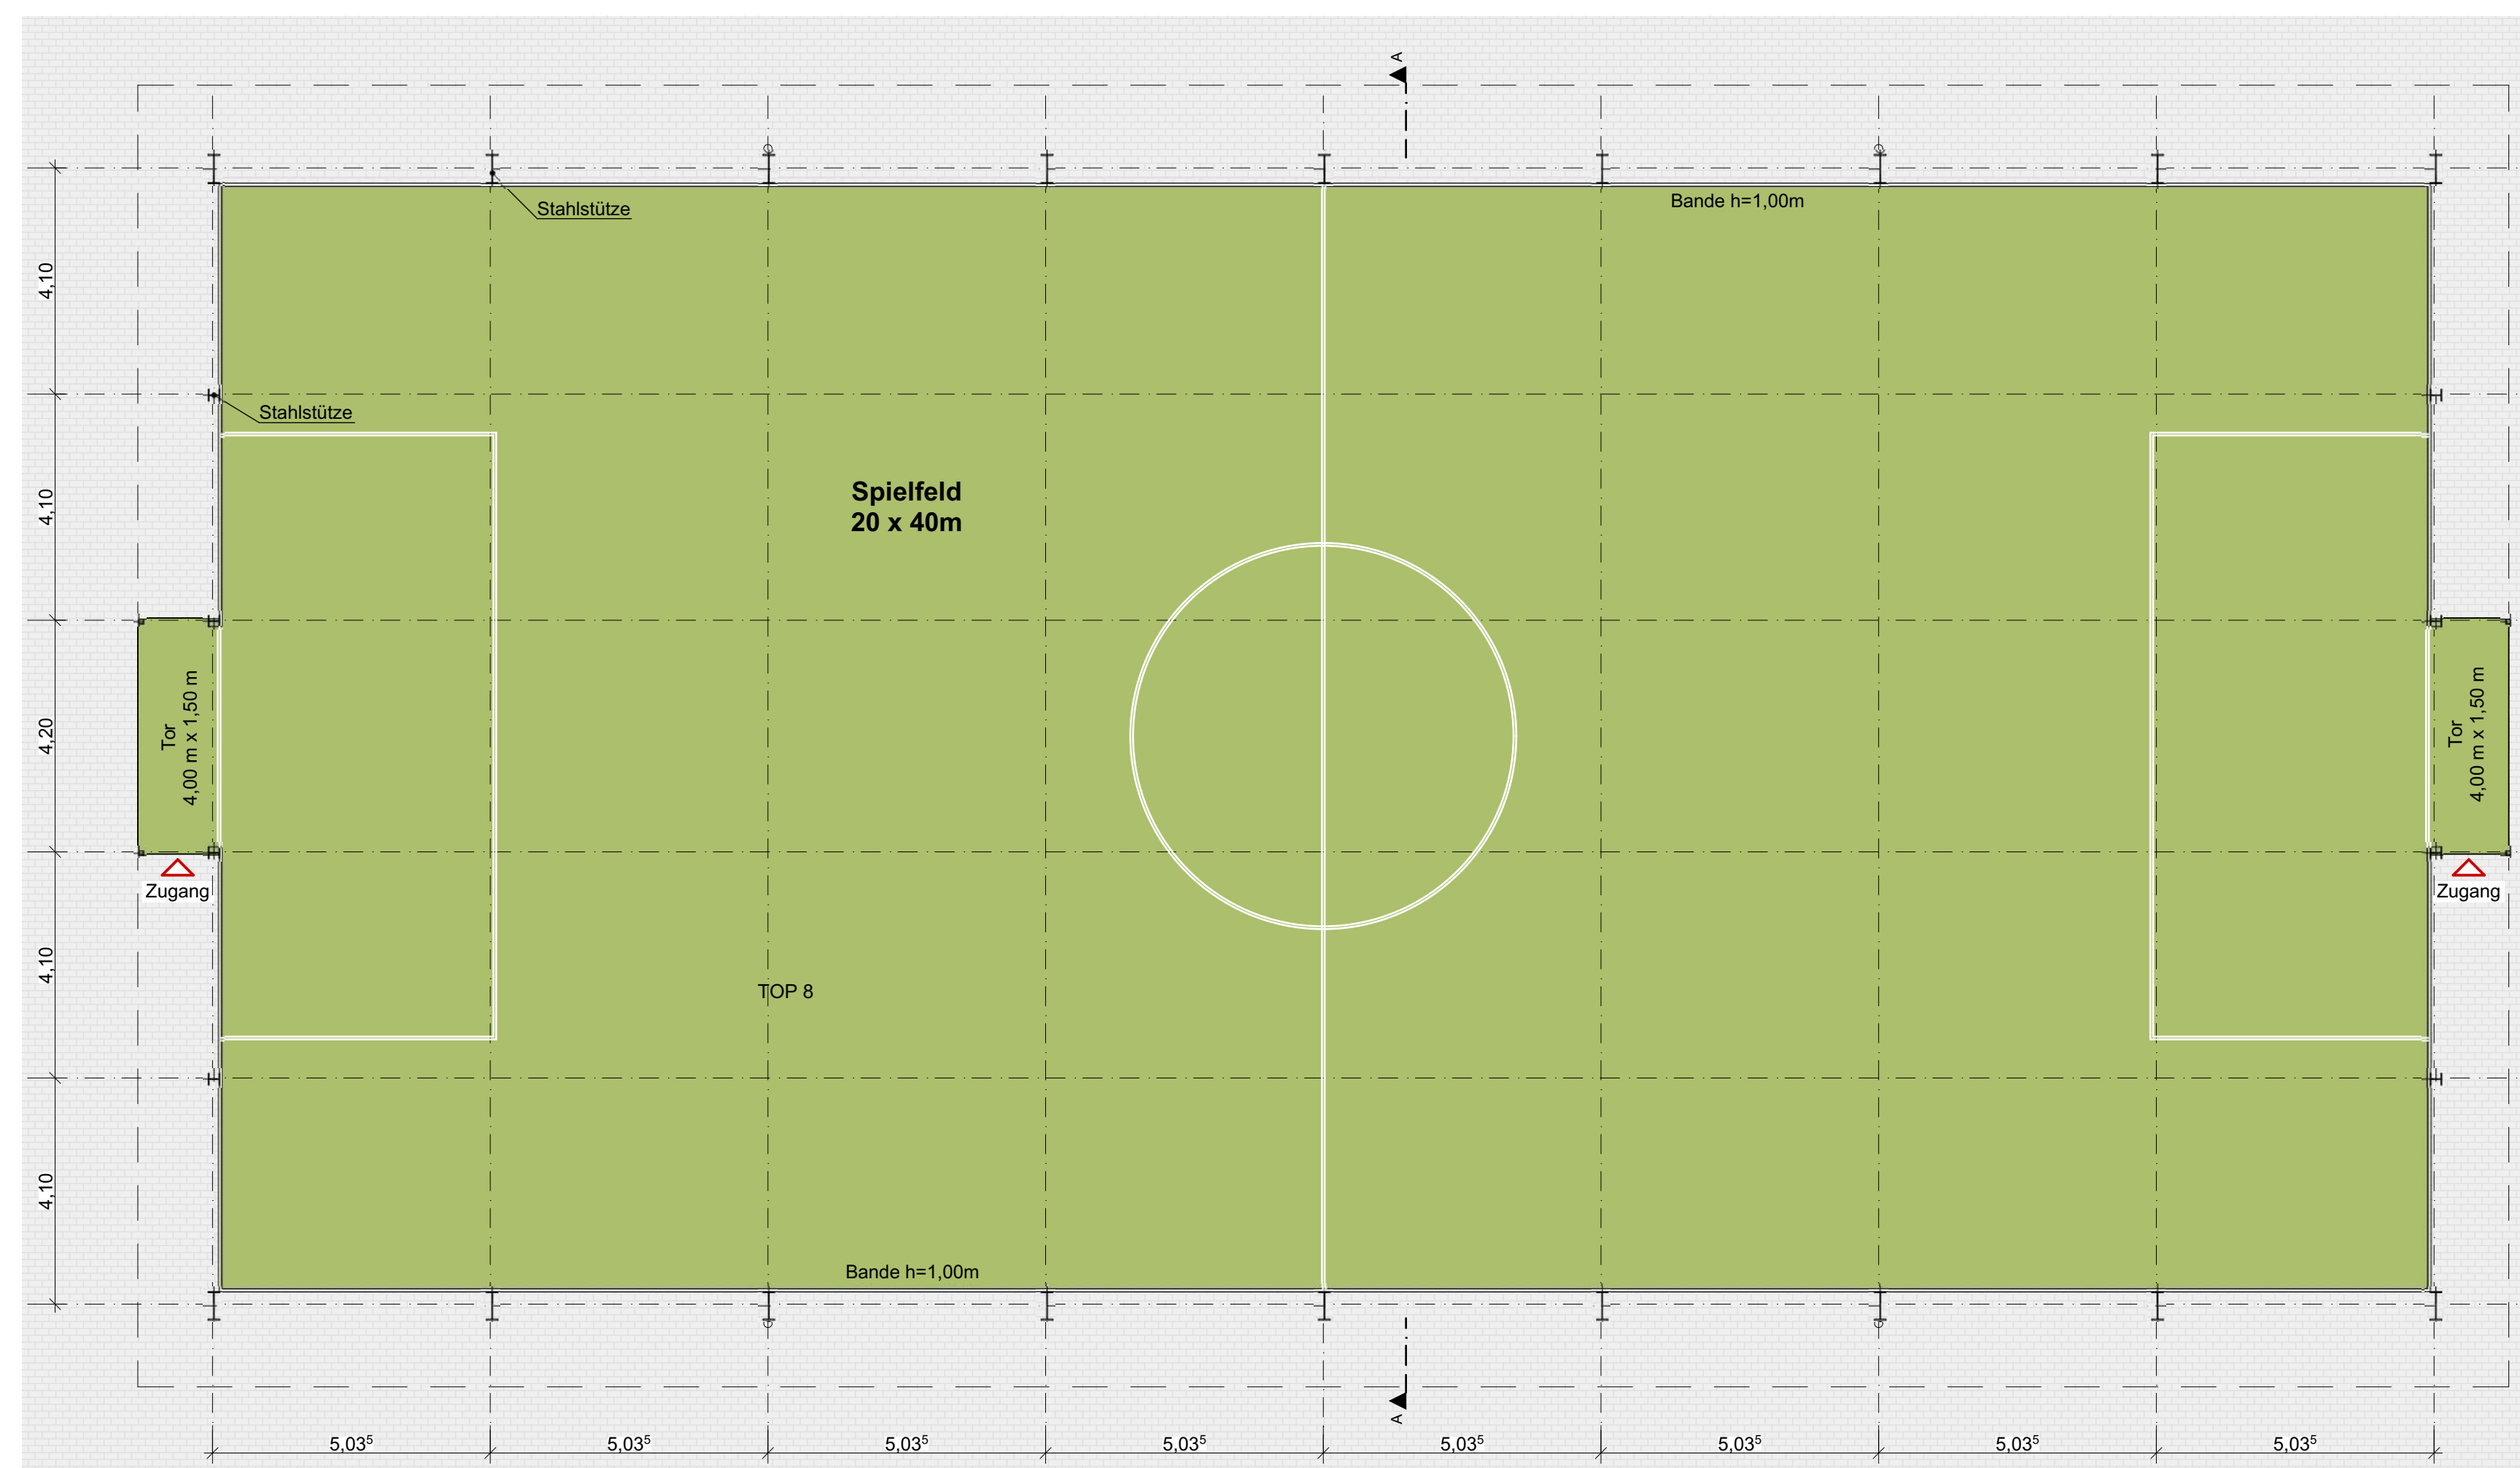 A
Stahlstütze
Bande h=1,00m
4,10
Stahlstütze
Spielfeld
20 x 40m
4,10
Tor
4,00 m x 1,50 m
4,20
Tor
4,00 m x 1,50 m
Zugang
Zugang
4,10
TOP 8
4,10
Bande h=1,00m
A
5,03⁵
5,03⁵
5,03⁵
5,03⁵
5,03⁵
5,03⁵
5,03⁵
5,03⁵